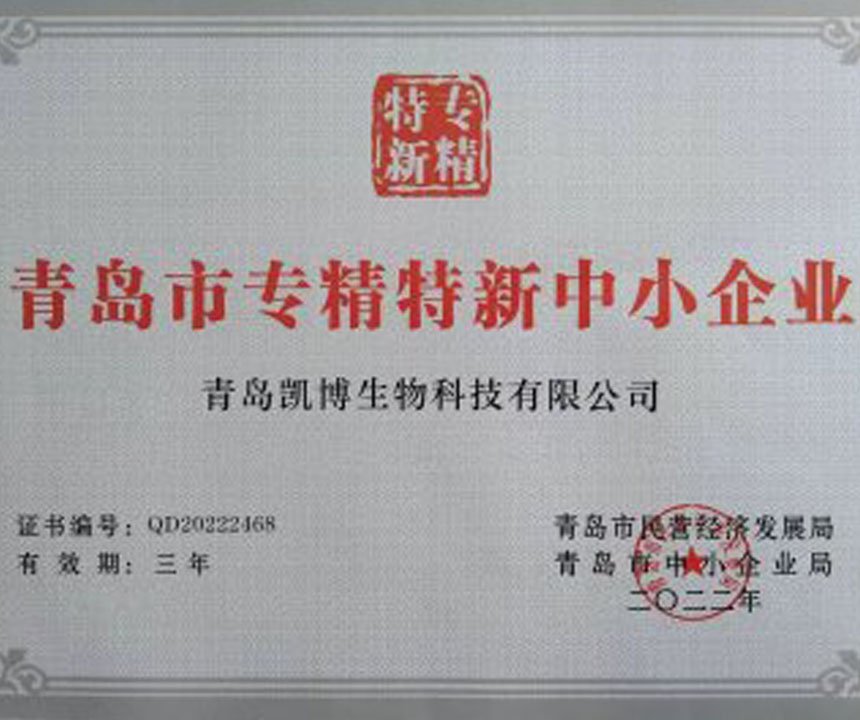 专精
特新
青岛市专精特新中小企业
青岛凯博生物科技有限公司
证书编号：QD20222468
有效期：三年
青岛市民营经济发展局
青岛市中小企业局
二〇二二年